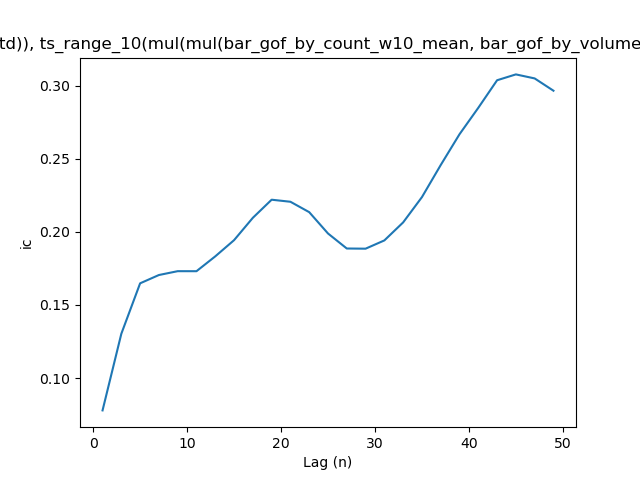 td)), ts_range_10(mul(mul(bar_gof_by_count_w10_mean, bar_gof_by_volume
0.30
0.25
0.20
0.15
0.10
ic
0 10 20 30 40 50
Lag (n)